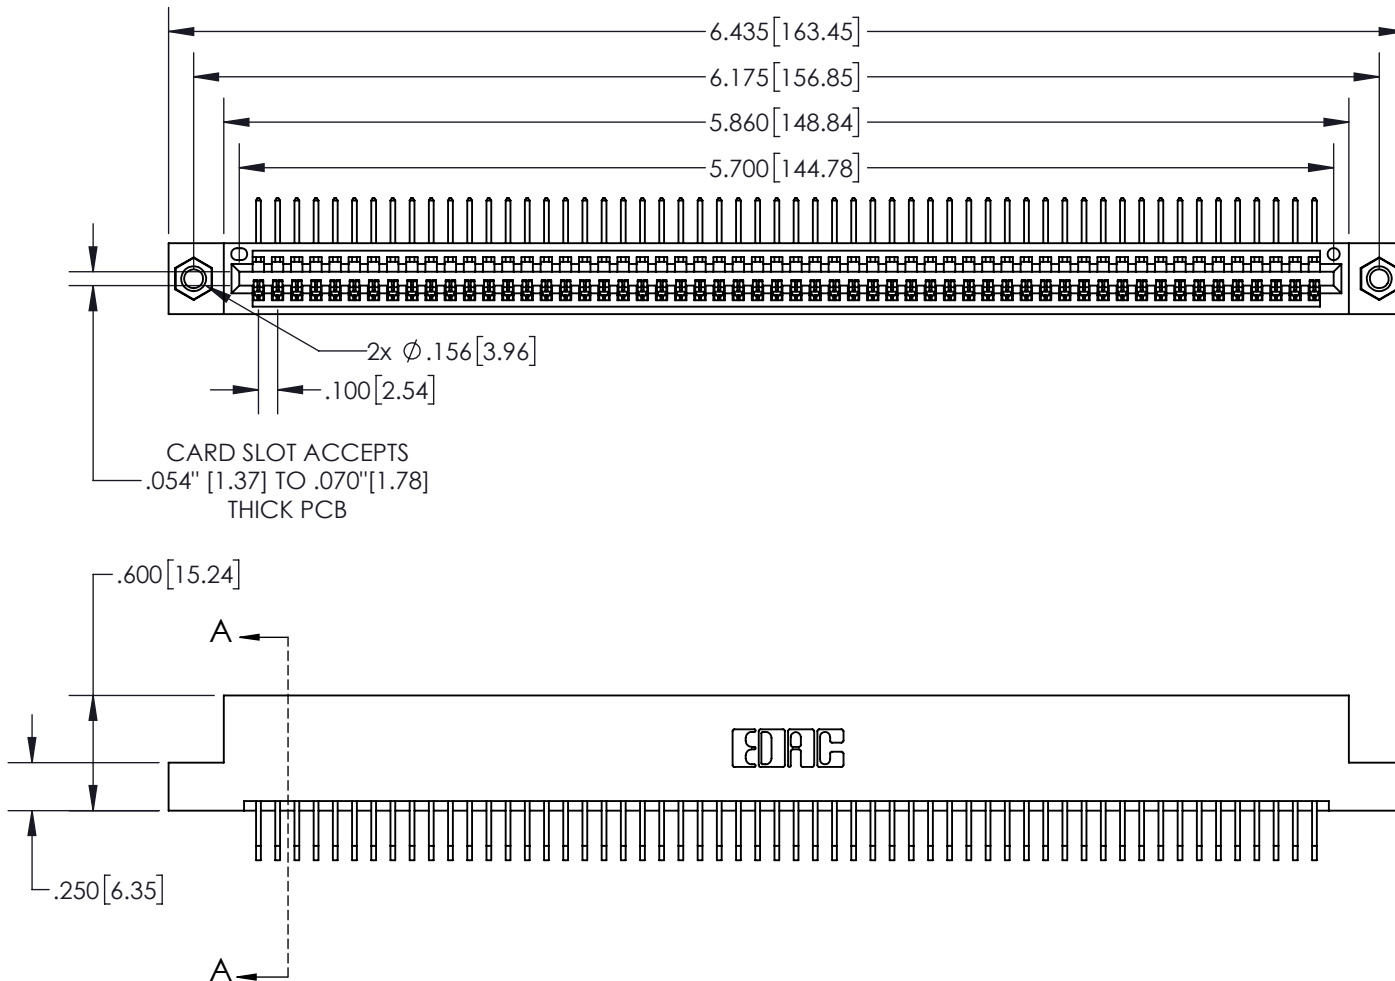 6.435[163.45]
6.175[156.85]
5.860[148.84]
5.700[144.78]
2x Ø.156[3.96]
.100[2.54]
CARD SLOT ACCEPTS
.054" [1.37] TO .070"[1.78]
THICK PCB
.600[15.24]
A
EDAC
.250[6.35]
A